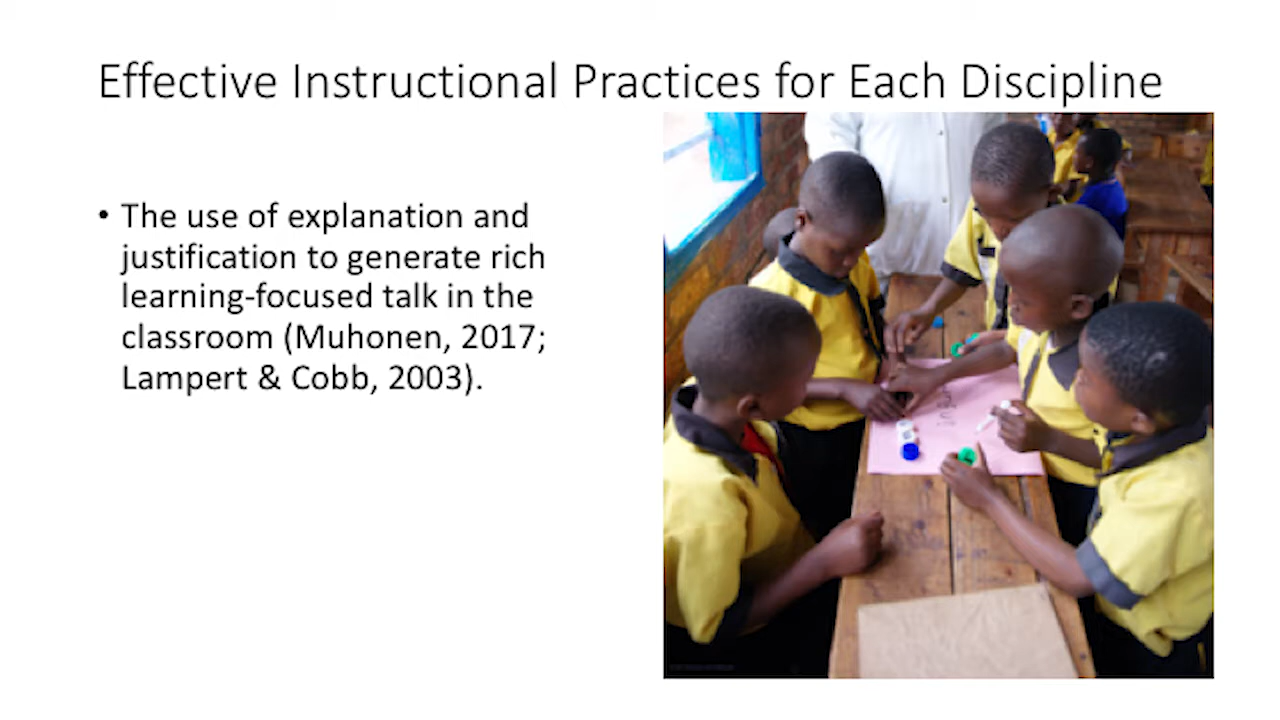 Effective Instructional Practices for Each Discipline
• The use of explanation and
justification to generate rich
learning-focused talk in the
classroom (Muhonen, 2017;
Lampert & Cobb, 2003).